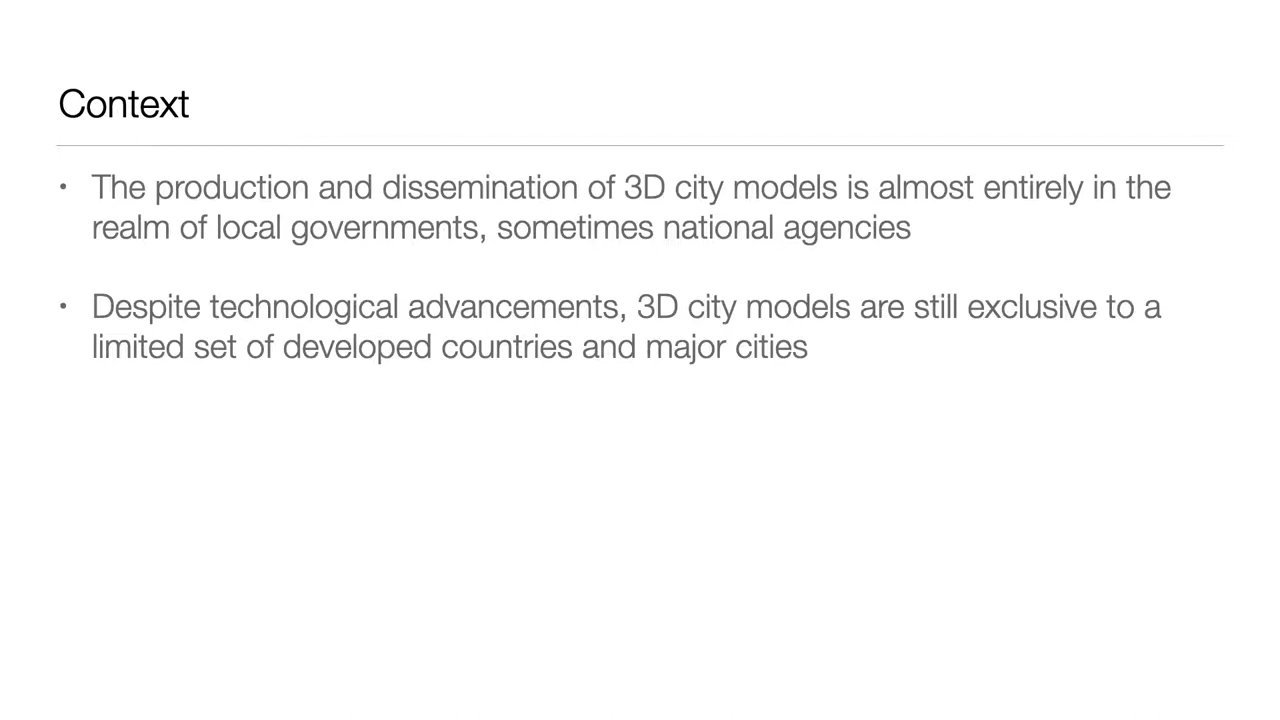 Context
• The production and dissemination of 3D city models is almost entirely in the
realm of local governments, sometimes national agencies
• Despite technological advancements, 3D city models are still exclusive to a
limited set of developed countries and major cities